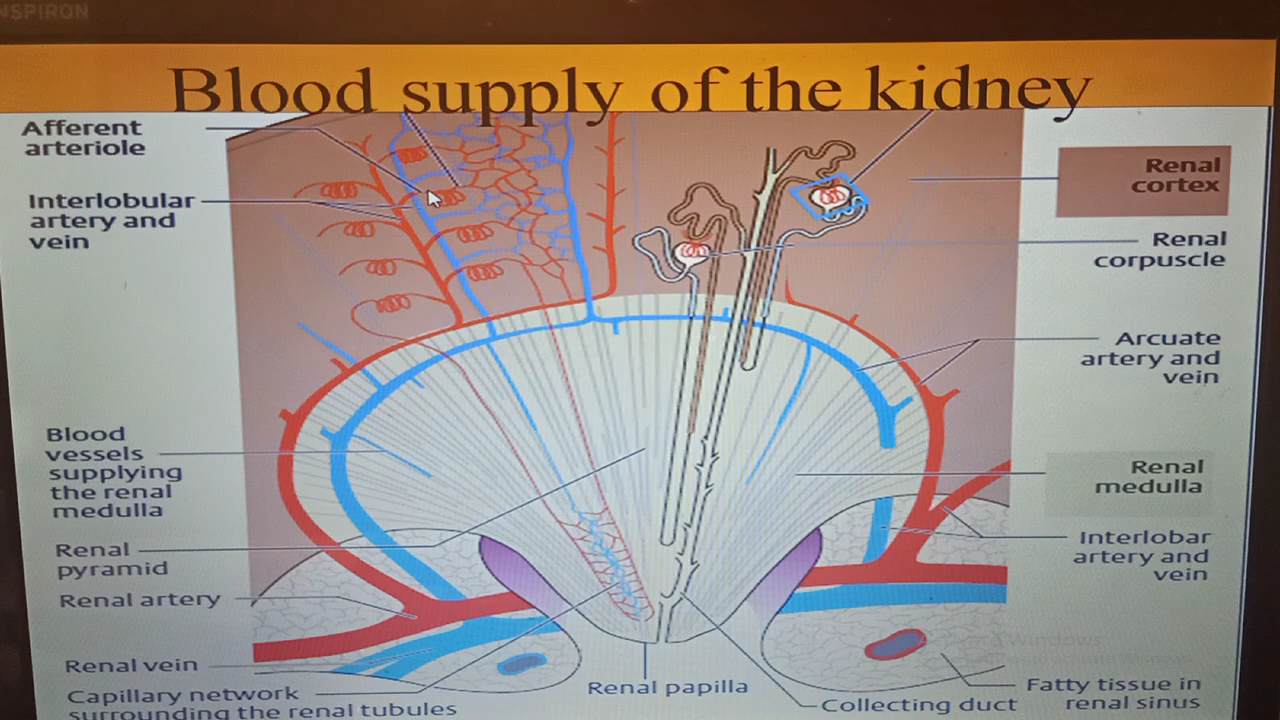 INSPIRON
Blood supply of the kidney
Afferent
arteriole
Interlobular
artery and
vein
Blood
vessels
supplying
the renal
medulla
Renal
pyramid
Renal artery
Renal vein
Capillary network
surrounding the renal tubules
Renal papilla
Renal
cortex
Renal
corpuscle
Arcuate
artery and
vein
Renal
medulla
Interlobar
artery and
vein
Windows
Fatty tissue in
renal sinus
Collecting duct